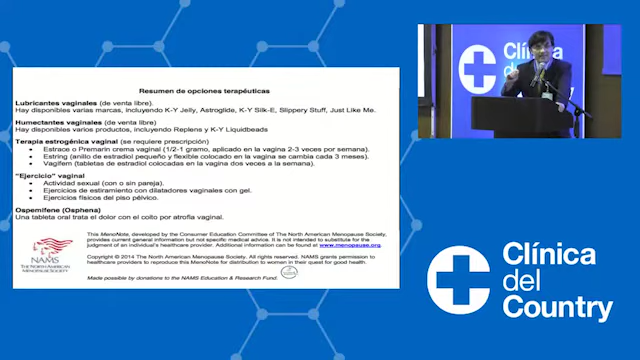 Resumen de opciones terapéuticas
Lubricantes vaginales (de venta libre).
Hay disponibles varias marcas, incluyendo K-Y Jelly, Astroglide, K-Y Silk-E, Slippery Stuff, Just Like Me.
Humectantes vaginales (de venta libre)
Hay disponibles varios productos, incluyendo Replens y K-Y Liquidbeads
Terapia estrogénica vaginal (se requiere prescripción)
• Estrace o Premarin crema vaginal (1/2-1 gramo, aplicado en la vagina 2-3 veces por semana).
• Estring (anillo de estradiol pequeño y flexible colocado en la vagina se cambia cada 3 meses).
• Vagifem (tabletas de estradiol colocadas en la vagina dos veces a la semana).
"Ejercicio" vaginal
• Actividad sexual (con o sin pareja).
• Ejercicios de estiramiento con dilatadores vaginales con gel.
• Ejercicios físicos del piso pélvico.
Ospemifeno (Osphena)
Una tableta oral trata el dolor con el coito por atrofia vaginal.
This MenoNote, developed by the Consumer Education Committee of The North American Menopause Society,
provides current general information but not specific medical advice. It is not intended to substitute for the
judgment of an individual's healthcare provider. Additional information can be found at www.menopause.org.
Copyright © 2014 The North American Menopause Society. All rights reserved. NAMS grants permission to
healthcare providers to reproduce this MenoNote for distribution to women in their quest for good health.
Made possible by donations to the NAMS Education & Research Fund.
NAMS
THE NORTH AMERICAN
MENOPAUSE SOCIETY
Clínica
del
Clínica
del
Country